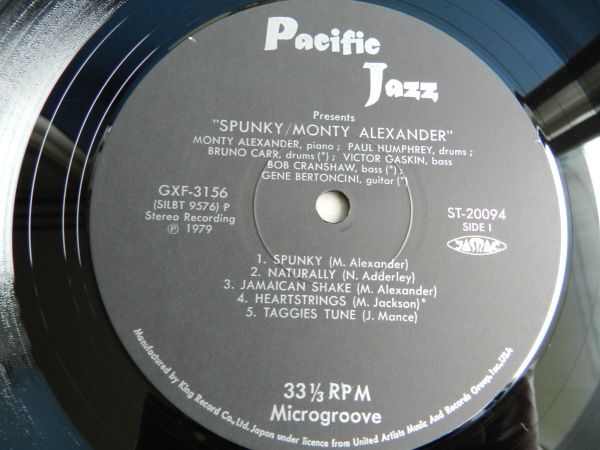 Pacific
Jazz
Presents
"SPUNKY/MONTY ALEXANDER"
MONTY ALEXANDER, piano ; PAUL HUMPHREY, drums ;
BRUNO CARR, drums (*) ; VICTOR GASKIN, bass
BOB CRANSHAW, bass (*) ;
GENE BERTONCINI, guitar (*)
GXF-3156
(SILBT 9576) P
Stereo Recording
Ⓟ 1979
ST-20094
SIDE I
JASRAC
1. SPUNKY (M. Alexander)
2. NATURALLY (N. Adderley)
3. JAMAICAN SHAKE (M. Alexander)
4. HEARTSTRINGS (M. Jackson)*
5. TAGGIES TUNE (J. Mance)
33 1/3 RPM
Microgroove
Manufactured by King Record Co., Ltd. Japan under licence from United Artists Music And Records Group, Inc. USA